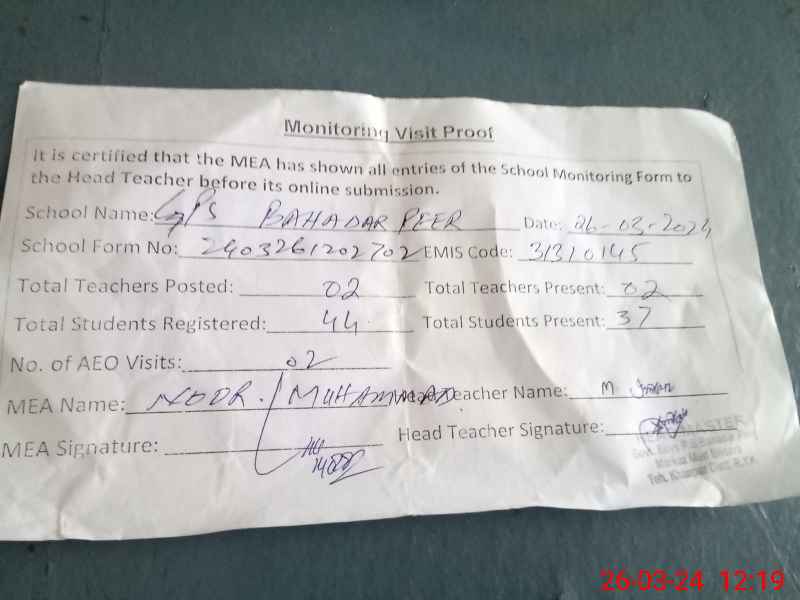 Monitoring Visit Proof
It is certified that the MEA has shown all entries of the School Monitoring Form to
the Head Teacher before its online submission.
School Name: GPS BAHADAR PEER Date: 26-03-2024
School Form No: 2403261202702 EMIS Code: 31310145
Total Teachers Posted: 02 Total Teachers Present: 02
Total Students Registered: 44 Total Students Present: 37
No. of AEO Visits: 02
MEA Name: NOOR MUHAMMAD Head Teacher Name: M
MEA Signature: Head Teacher Signature:
MASTER
26-03-24 12:19